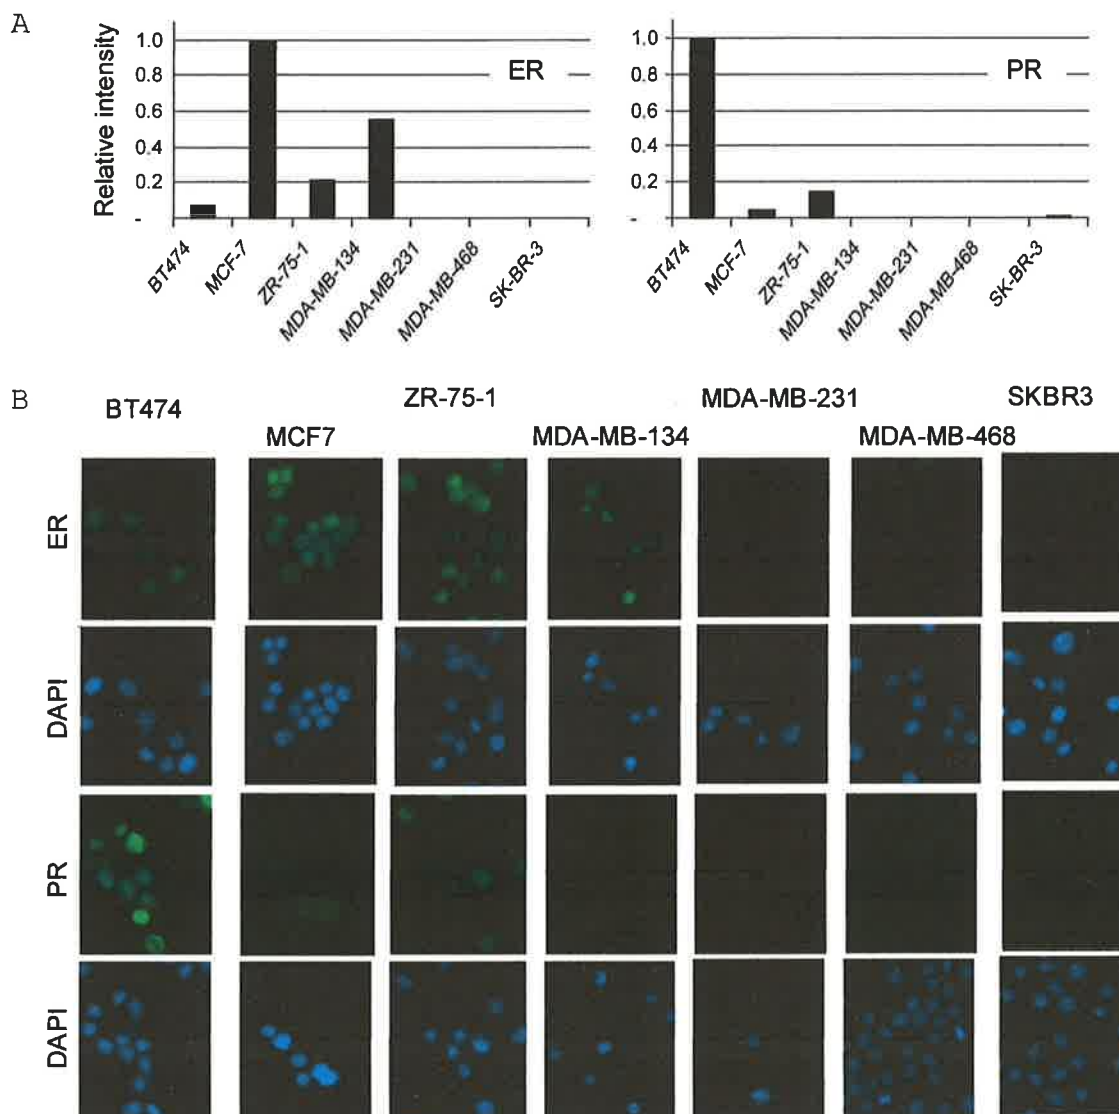 A
Relative intensity
1.0
0.8
0.6
0.4
0.2
-
ER
BT474
MCF-7
ZR-75-1
MDA-MB-134
MDA-MB-231
MDA-MB-468
SK-BR-3
1.0
0.8
0.6
0.4
0.2
-
PR
BT474
MCF-7
ZR-75-1
MDA-MB-134
MDA-MB-231
MDA-MB-468
SK-BR-3
B
BT474
MCF7
ZR-75-1
MDA-MB-134
MDA-MB-231
MDA-MB-468
SKBR3
ER
DAPI
PR
DAPI